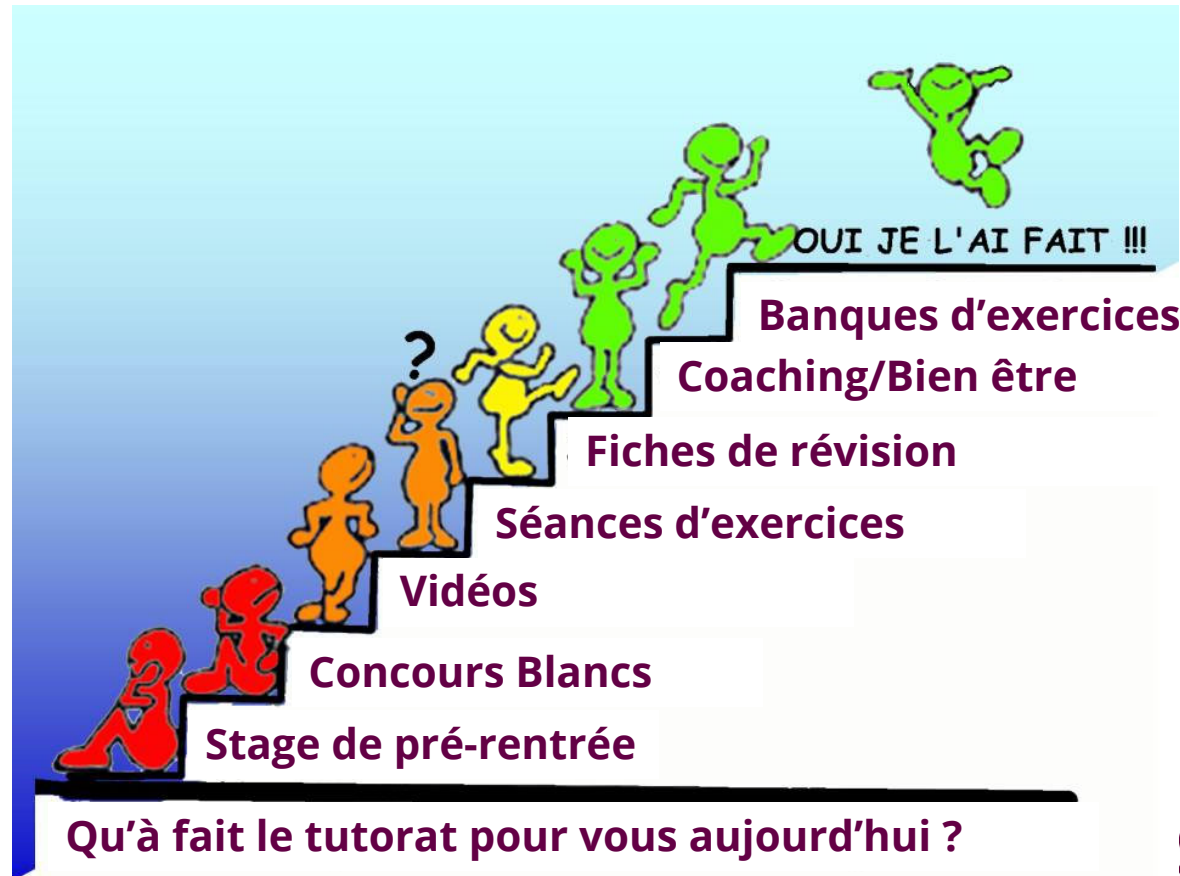 ?
OUI JE L'AI FAIT !!!
Banques d’exercices
Coaching/Bien être
Fiches de révision
Séances d’exercices
Vidéos
Concours Blancs
Stage de pré-rentrée
Qu’à fait le tutorat pour vous aujourd’hui ?